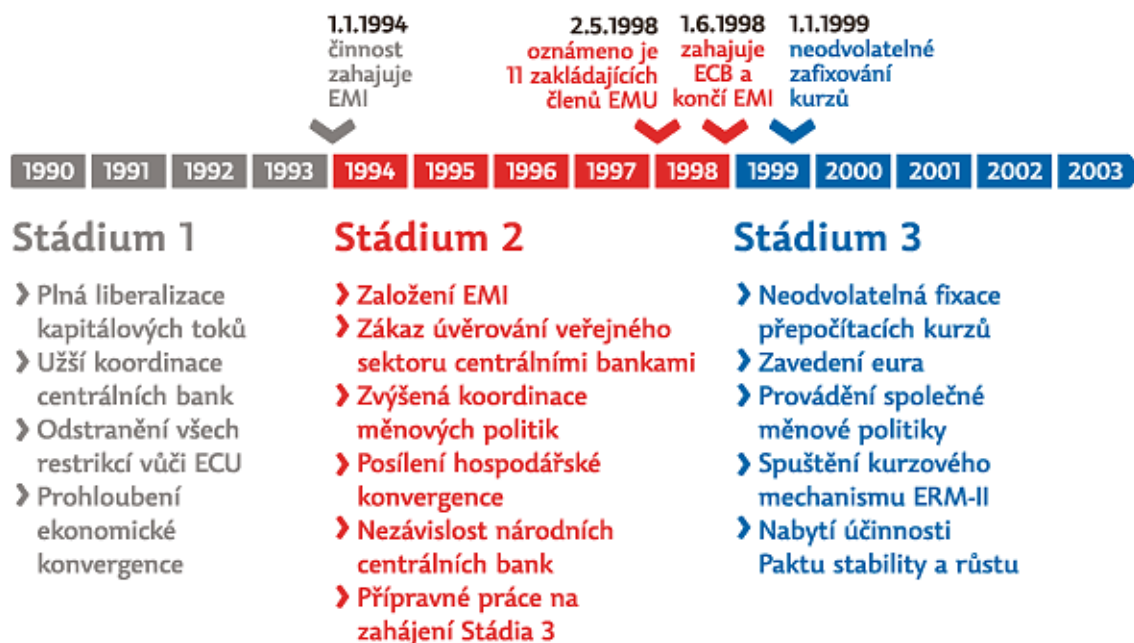 1.1.1994
činnost
zahajuje
EMI
2.5.1998
oznámeno je
11 zakládajících
členů EMU
1.6.1998
zahajuje
ECB a
končí EMI
1.1.1999
neodvolatelné
zafixování
kurzů
1990 1991 1992 1993 1994 1995 1996 1997 1998 1999 2000 2001 2002 2003
Stádium 1
❯ Plná liberalizace
kapitálových toků
❯ Užší koordinace
centrálních bank
❯ Odstranění všech
restrikcí vůči ECU
❯ Prohloubení
ekonomické
konvergence
Stádium 2
❯ Založení EMI
❯ Zákaz úvěrování veřejného
sektoru centrálními bankami
❯ Zvýšená koordinace
měnových politik
❯ Posílení hospodářské
konvergence
❯ Nezávislost národních
centrálních bank
❯ Přípravné práce na
zahájení Stádia 3
Stádium 3
❯ Neodvolatelná fixace
přepočítacích kurzů
❯ Zavedení eura
❯ Provádění společné
měnové politiky
❯ Spuštění kurzového
mechanismu ERM-II
❯ Nabytí účinnosti
Paktu stability a růstu